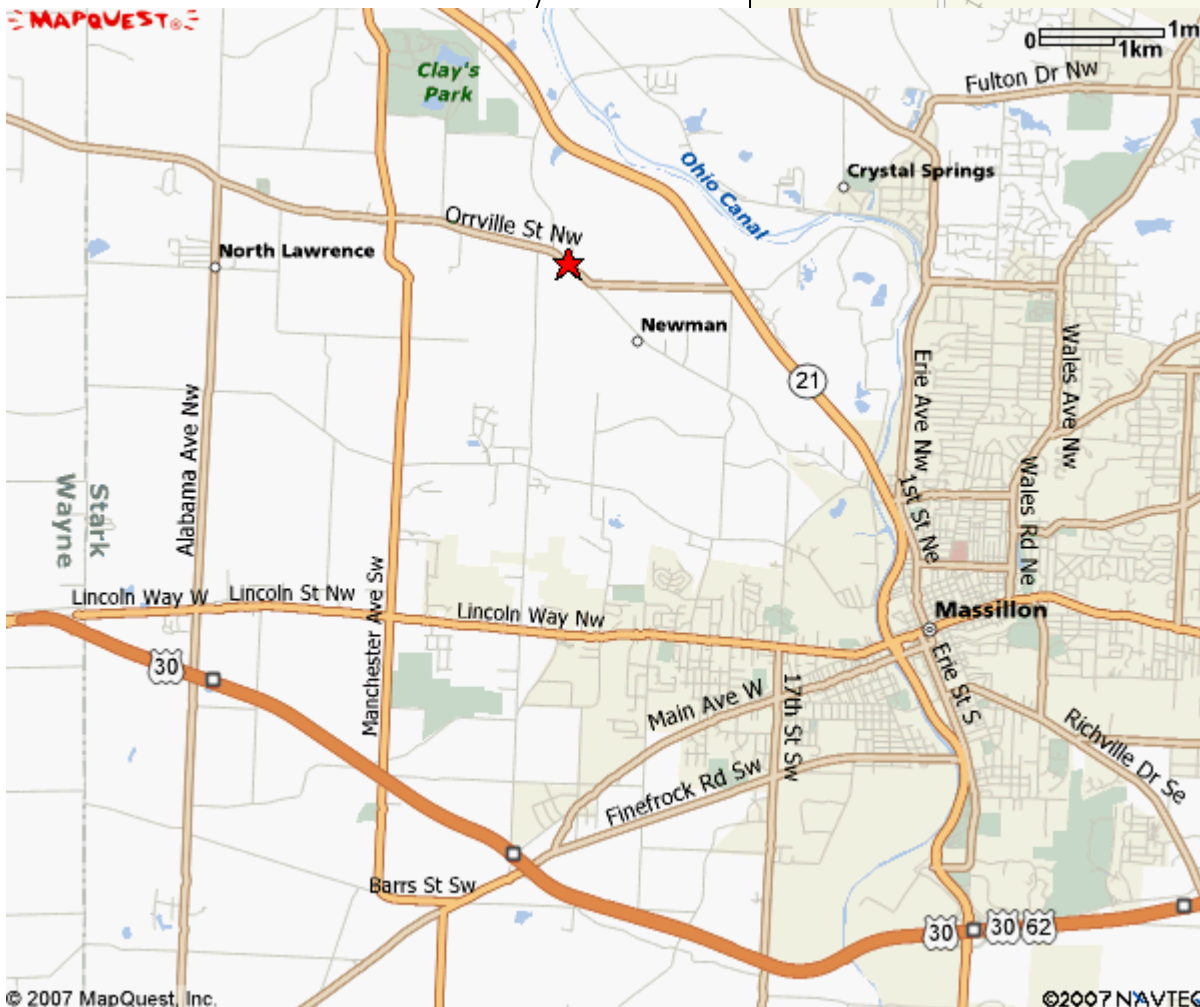 MAPQUEST®
0
1m
1km
Fulton Dr Nw
Clay's
Park
Ohio Canal
Crystal Springs
Orrville St Nw
North Lawrence
Newman
21
Erie Ave Nw
Wales Ave Nw
Alabama Ave Nw
Stark
Wayne
1st St Ne
Wales Rd Ne
Lincoln Way W
Lincoln St Nw
Manchester Ave Sw
Lincoln Way Nw
Massillon
30
Erie St S
Main Ave W
17th St Sw
Richville Dr Se
Finefrock Rd Sw
Barrs St Sw
30
30
62
© 2007 MapQuest, Inc.
©2007 NAVTEQ